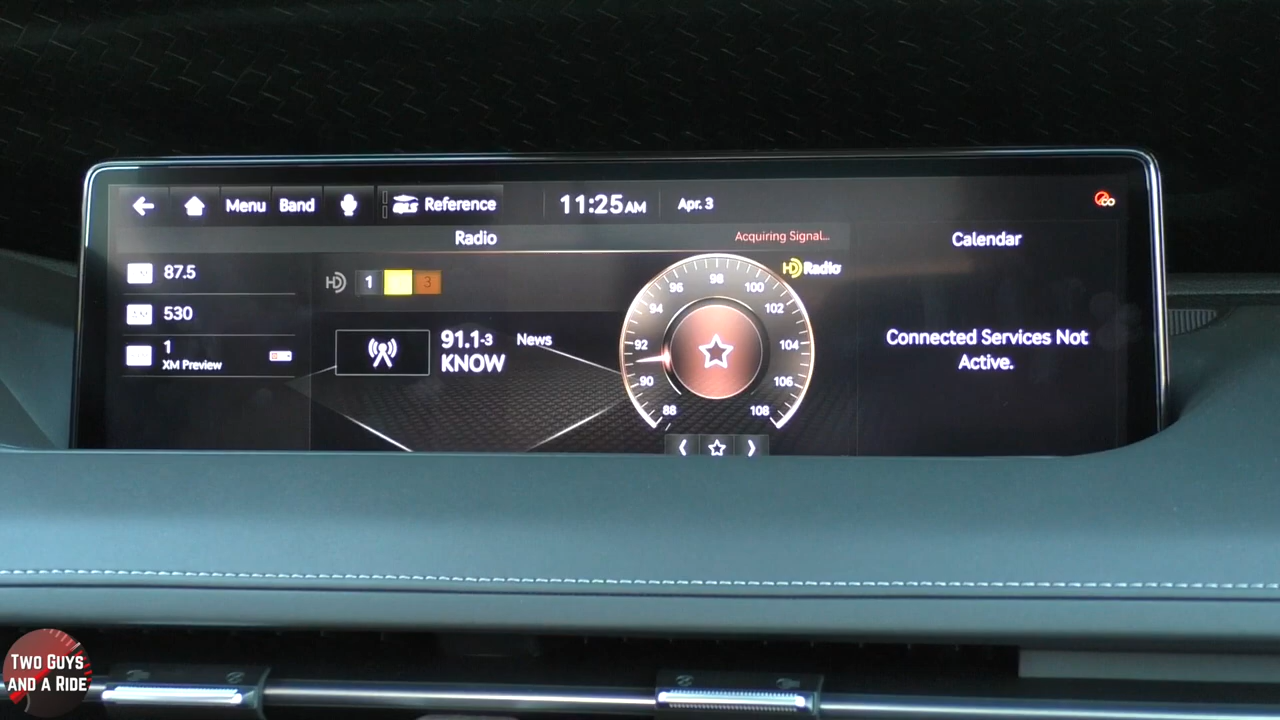 Menu
Band
QLS Reference
11:25AM
Apr. 3
Radio
Acquiring Signal...
Calendar
87.5
530
1
XM Preview
HD
1
3
91.1-3
KNOW
News
HD Radio
88
90
92
94
96
98
100
102
104
106
108
Connected Services Not
Active.
TWO GUYS
AND A RIDE